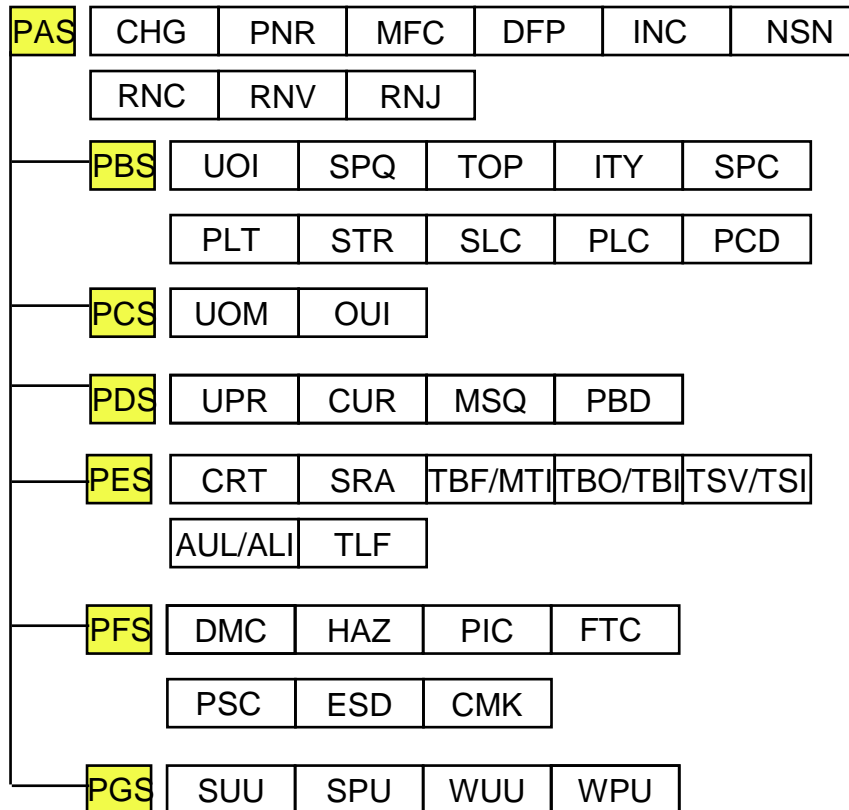 PAS CHG PNR MFC DFP INC NSN
RNC RNV RNJ
PBS UOI SPQ TOP ITY SPC
PLT STR SLC PLC PCD
PCS UOM OUI
PDS UPR CUR MSQ PBD
PES CRT SRA TBF/MTI TBO/TBI TSV/TSI
AUL/ALI TLF
PFS DMC HAZ PIC FTC
PSC ESD CMK
PGS SUU SPU WUU WPU